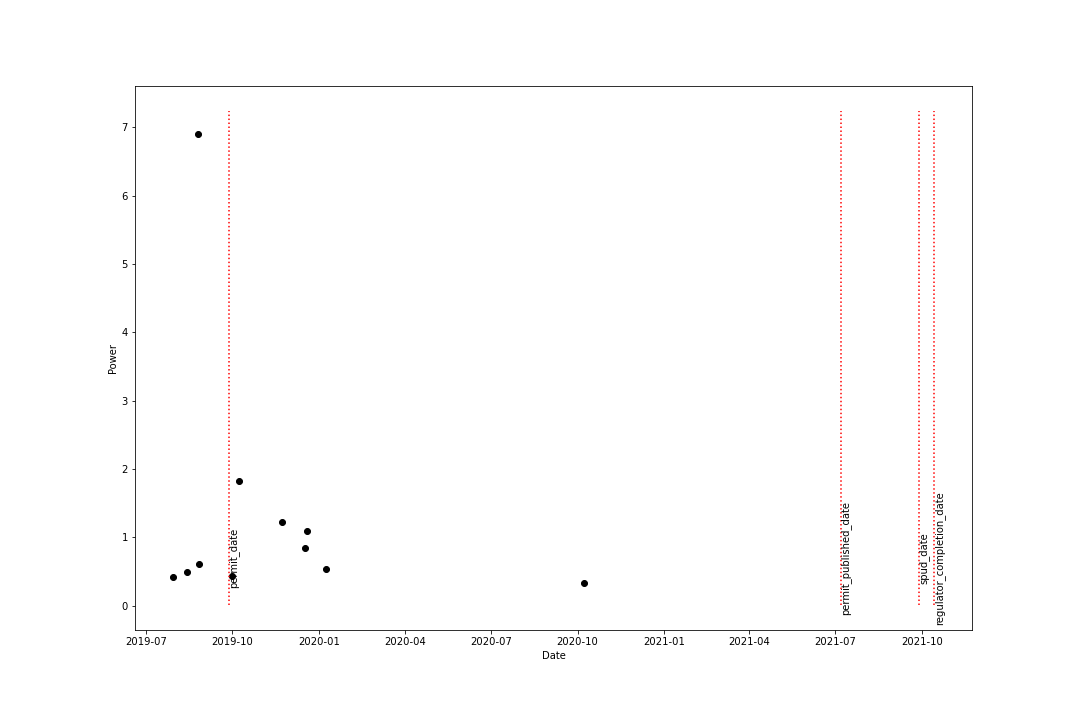 7
6
5
4
3
2
1
0
Power
permit_date
permit_published_date
spud_date
regulator_completion_date
2019-07 2019-10 2020-01 2020-04 2020-07 2020-10 2021-01 2021-04 2021-07 2021-10
Date